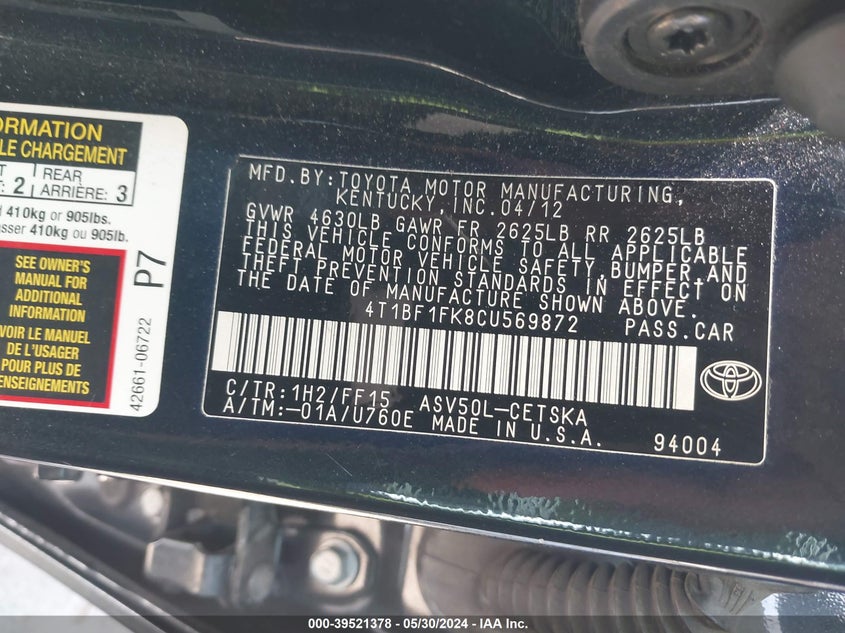 ORMATION
LE CHARGEMENT
2
REAR
ARRIÈRE: 3
410kg or 905lbs.
asser 410kg ou 905lb.
SEE OWNER'S
MANUAL FOR
ADDITIONAL
INFORMATION
VOIR LE MANUEL
DE L'USAGER
POUR PLUS DE
RENSEIGNEMENTS
P7
42661-06722
MFD.BY:TOYOTA MOTOR MANUFACTURING,
KENTUCKY, INC.04/12
GVWR 4630LB GAWR FR 2625LB RR 2625LB
THIS VEHICLE CONFORMS TO ALL APPLICABLE
FEDERAL MOTOR VEHICLE SAFETY,BUMPER,AND
THEFT PREVENTION STANDARDS IN EFFECT ON
THE DATE OF MANUFACTURE SHOWN ABOVE.
4T1BF1FK8CU569872 PASS.CAR
C/TR:1H2/FF15 ASV50L-CETSKA
A/TM:-01A/U760E MADE IN U.S.A. 94004
000-39521378 - 05/30/2024 - IAA Inc.